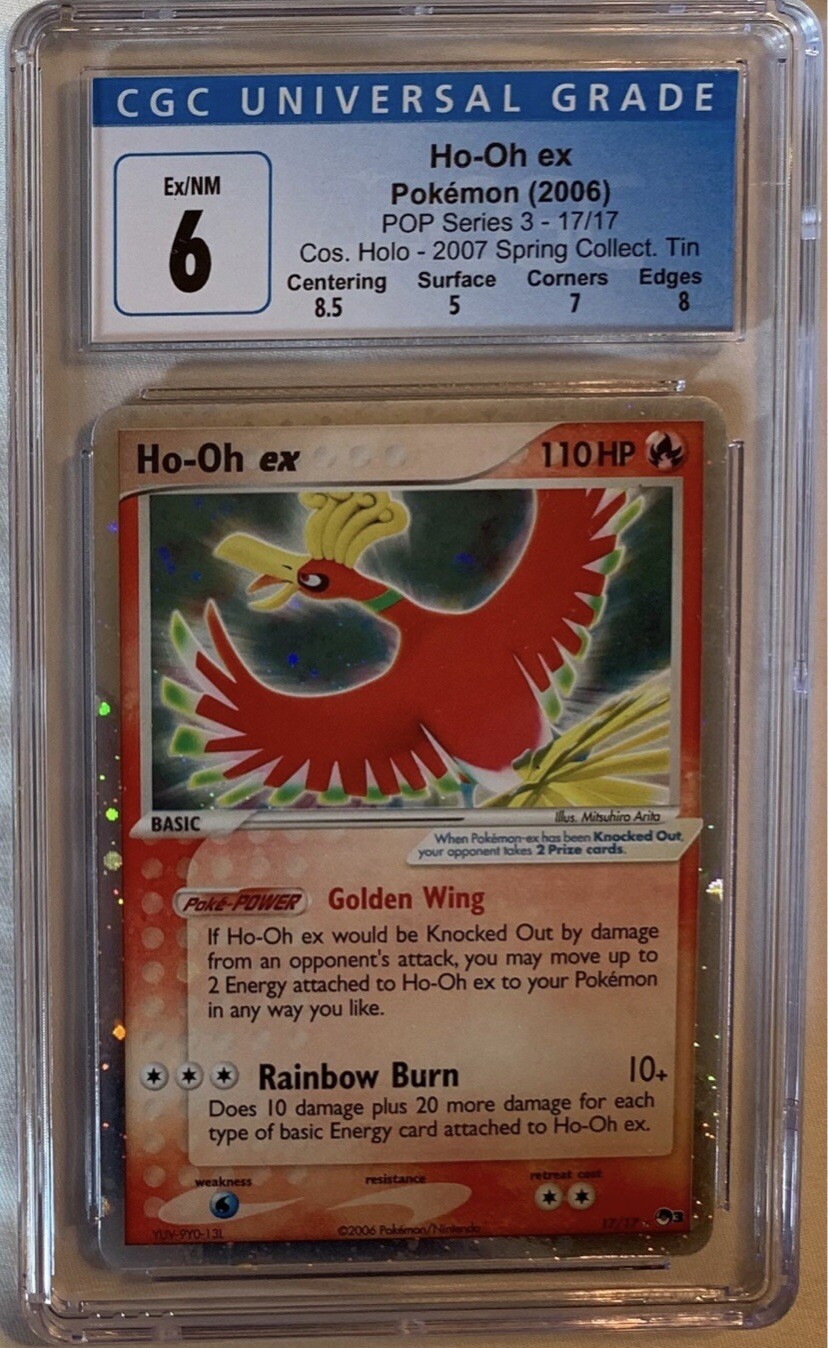 CGC UNIVERSAL GRADE
Ex/NM
6
Ho-Oh ex
Pokémon (2006)
POP Series 3 - 17/17
Cos. Holo - 2007 Spring Collect. Tin
Centering Surface Corners Edges
8.5 5 7 8
Ho-Oh ex 110 HP
BASIC
Illus. Mitsuhiro Arita
When Pokémon-ex has been Knocked Out,
your opponent takes 2 Prize cards.
Poké-POWER Golden Wing
If Ho-Oh ex would be Knocked Out by damage
from an opponent's attack, you may move up to
2 Energy attached to Ho-Oh ex to your Pokémon
in any way you like.
Rainbow Burn 10+
Does 10 damage plus 20 more damage for each
type of basic Energy card attached to Ho-Oh ex.
weakness resistance retreat cost
17/17 3
YUV-9Y0-13L ©2006 Pokémon/Nintendo